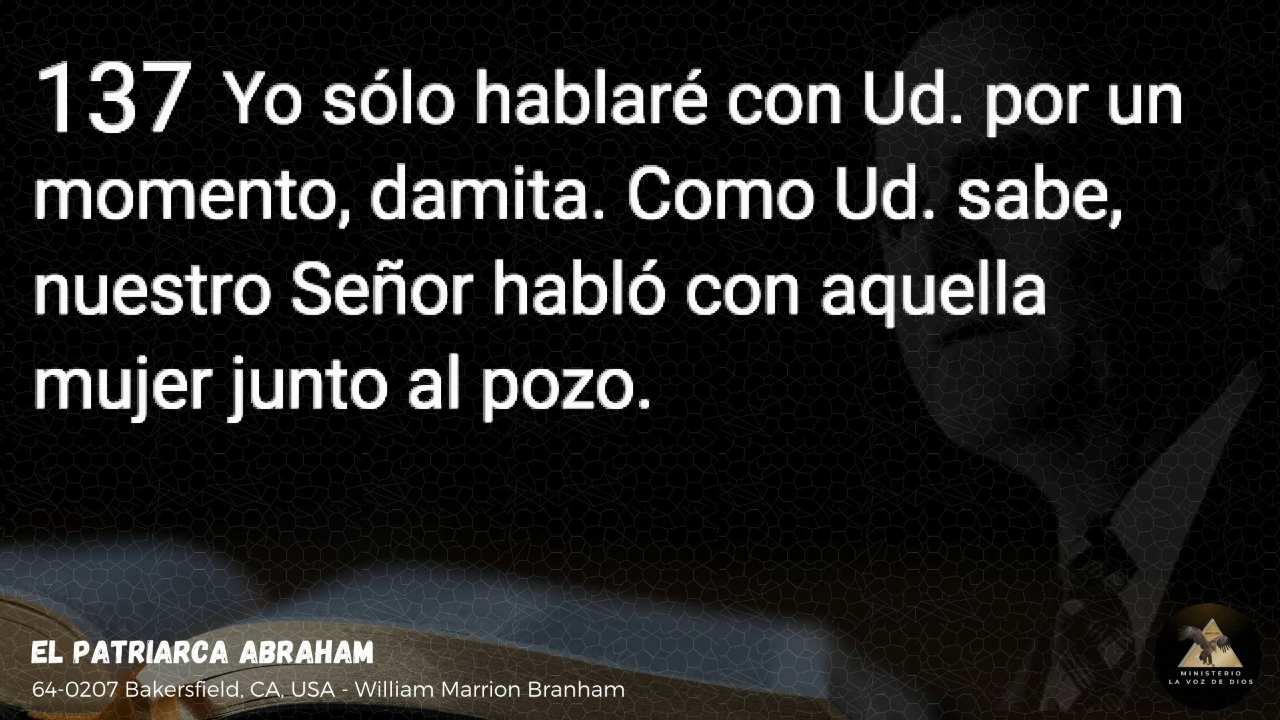 137 Yo sólo hablaré con Ud. por un
momento, damita. Como Ud. sabe,
nuestro Señor habló con aquella
mujer junto al pozo.
EL PATRIARCA ABRAHAM
64-0207 Bakersfield, CA, USA - William Marrion Branham
MINISTERIO
LA VOZ DE DIOS